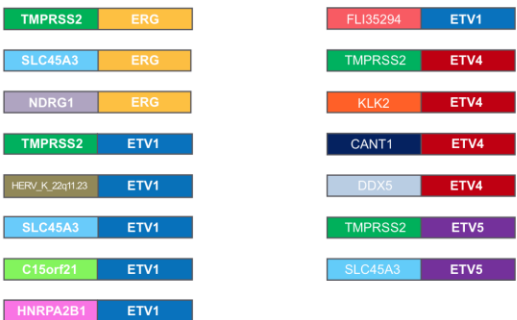 TMPRSS2 ERG
SLC45A3 ERG
NDRG1 ERG
TMPRSS2 ETV1
HERV_K_22q11.23 ETV1
SLC45A3 ETV1
C15orf21 ETV1
HNRPA2B1 ETV1
FLI35294 ETV1
TMPRSS2 ETV4
KLK2 ETV4
CANT1 ETV4
DDX5 ETV4
TMPRSS2 ETV5
SLC45A3 ETV5